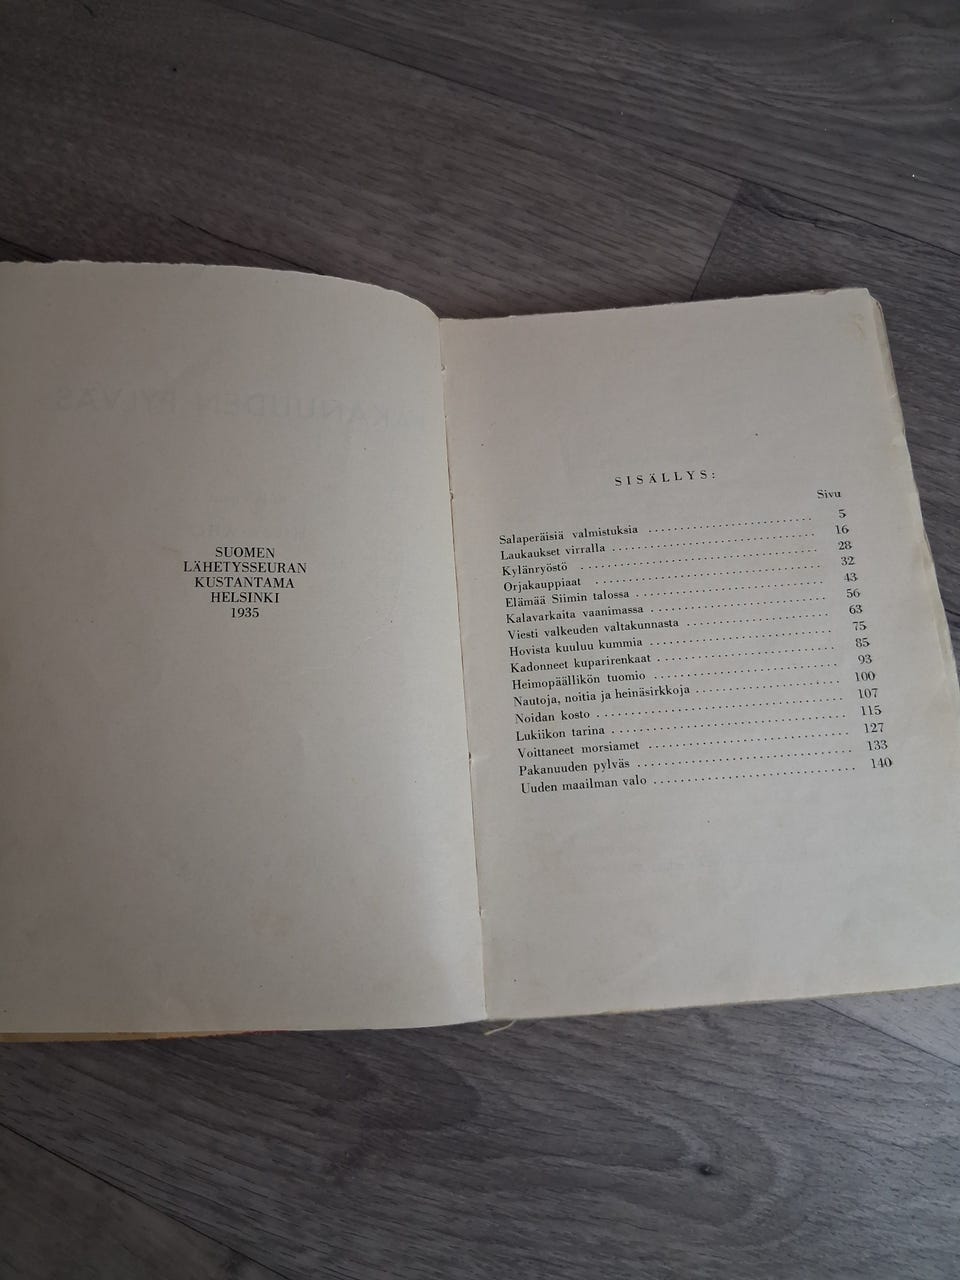 PAKANUUDEN PYLVÄS
SUOMEN
LÄHETYSSEURAN
KUSTANTAMA
HELSINKI
1935
SISÄLLYS:
Sivu
Salaperäisiä valmistuksia 5
Laukaukset virralla 16
Kylänryöstö 28
Orjakauppiaat 32
Elämää Siimin talossa 43
Kalavarkaita vaanimassa 56
Viesti valkeuden valtakunnasta 63
Hovista kuuluu kummia 75
Kadonneet kuparirenkaat 85
Heimopäällikön tuomio 93
Nautoja, noitia ja heinäsirkkoja 100
Noidan kosto 107
Lukiikon tarina 115
Voittaneet morsiamet 127
Pakanuuden pylväs 133
Uuden maailman valo 140